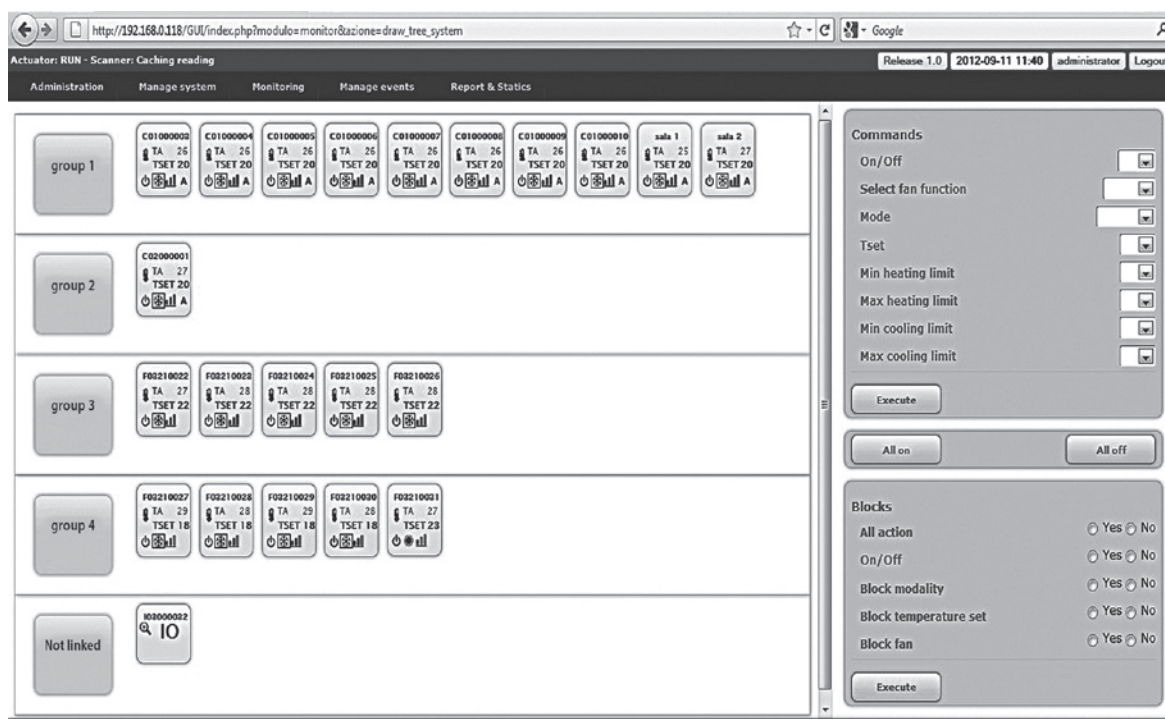 http://192.168.0.118/GUI/index.php?modulo=monitor&azione=draw_tree_system
Google
Actuator: RUN - Scanner: Caching reading
Release 1.0 2012-09-11 11:40 administrator Logout
Administration Manage system Monitoring Manage events Report & Statics
group 1
C01000003 C01000004 C01000005 C01000006 C01000007 C01000008 C01000009 C01000010 sala 1 sala 2
TA 26 TA 26 TA 26 TA 26 TA 26 TA 26 TA 26 TA 26 TA 25 TA 27
TSET 20 TSET 20 TSET 20 TSET 20 TSET 20 TSET 20 TSET 20 TSET 20 TSET 20 TSET 20
A A A A A A A A A A
group 2
C02000001
TA 27
TSET 20
A
group 3
F03210022 F03210023 F03210024 F03210025 F03210026
TA 27 TA 28 TA 28 TA 28 TA 28
TSET 22 TSET 22 TSET 22 TSET 22 TSET 22
group 4
F03210027 F03210028 F03210029 F03210030 F03210031
TA 29 TA 28 TA 29 TA 28 TA 27
TSET 18 TSET 18 TSET 18 TSET 18 TSET 23
Not linked
I03000022
IO
Commands
On/Off
Select fan function
Mode
Tset
Min heating limit
Max heating limit
Min cooling limit
Max cooling limit
Execute
All on All off
Blocks
All action Yes No
On/Off Yes No
Block modality Yes No
Block temperature set Yes No
Block fan Yes No
Execute